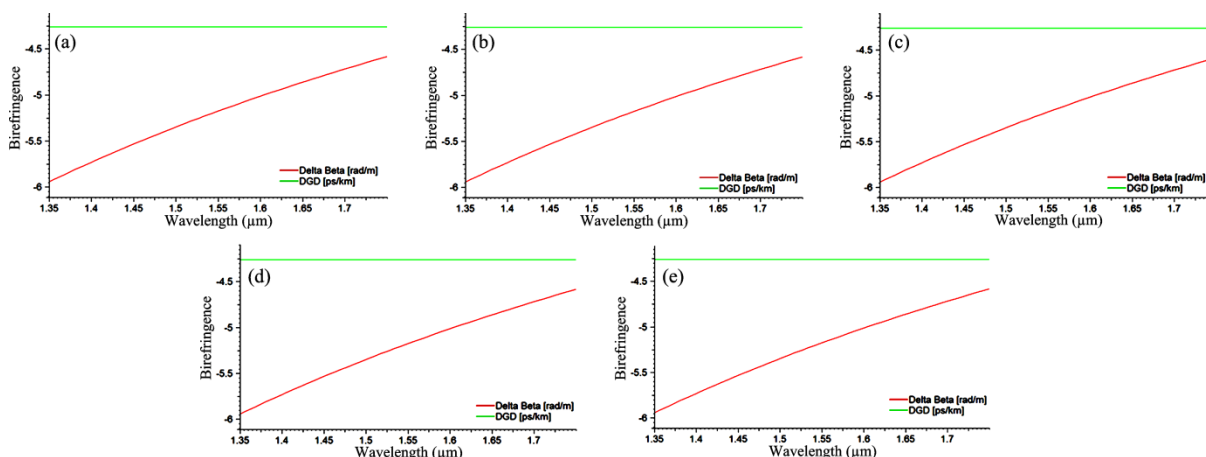 (a)
Birefringence
-4.5
-5
-5.5
-6
Delta Beta [rad/m]
DGD [ps/km]
1.35 1.4 1.45 1.5 1.55 1.6 1.65 1.7
Wavelength (µm)
(b)
Birefringence
-4.5
-5
-5.5
-6
Delta Beta [rad/m]
DGD [ps/km]
1.35 1.4 1.45 1.5 1.55 1.6 1.65 1.7
Wavelength (µm)
(c)
Birefringence
-4.5
-5
-5.5
-6
Delta Beta [rad/m]
DGD [ps/km]
1.35 1.4 1.45 1.5 1.55 1.6 1.65 1.7
Wavelength (µm)
(d)
Birefringence
-4.5
-5
-5.5
-6
Delta Beta [rad/m]
DGD [ps/km]
1.35 1.4 1.45 1.5 1.55 1.6 1.65 1.7
Wavelength (µm)
(e)
Birefringence
-4.5
-5
-5.5
-6
Delta Beta [rad/m]
DGD [ps/km]
1.35 1.4 1.45 1.5 1.55 1.6 1.65 1.7
Wavelength (µm)